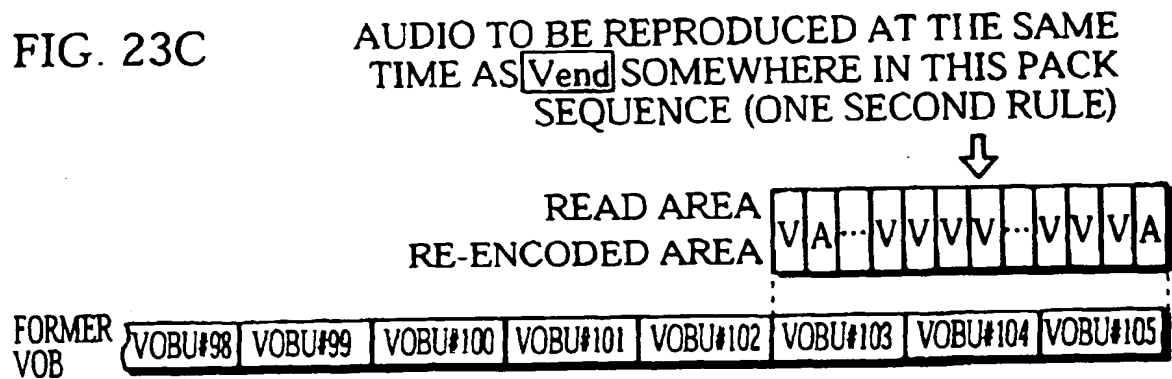 FIG. 23C
AUDIO TO BE REPRODUCED AT THE SAME
TIME AS Vend SOMEWHERE IN THIS PACK
SEQUENCE (ONE SECOND RULE)
READ AREA
RE-ENCODED AREA
V A ... V V V V ... V V V A
FORMER
VOB
VOBU#98 VOBU#99 VOBU#100 VOBU#101 VOBU#102 VOBU#103 VOBU#104 VOBU#105